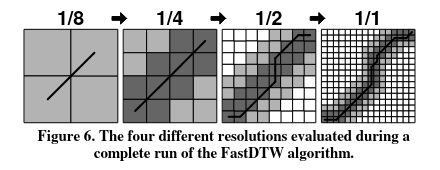 1/8 → 1/4 → 1/2 → 1/1
Figure 6. The four different resolutions evaluated during a
complete run of the FastDTW algorithm.